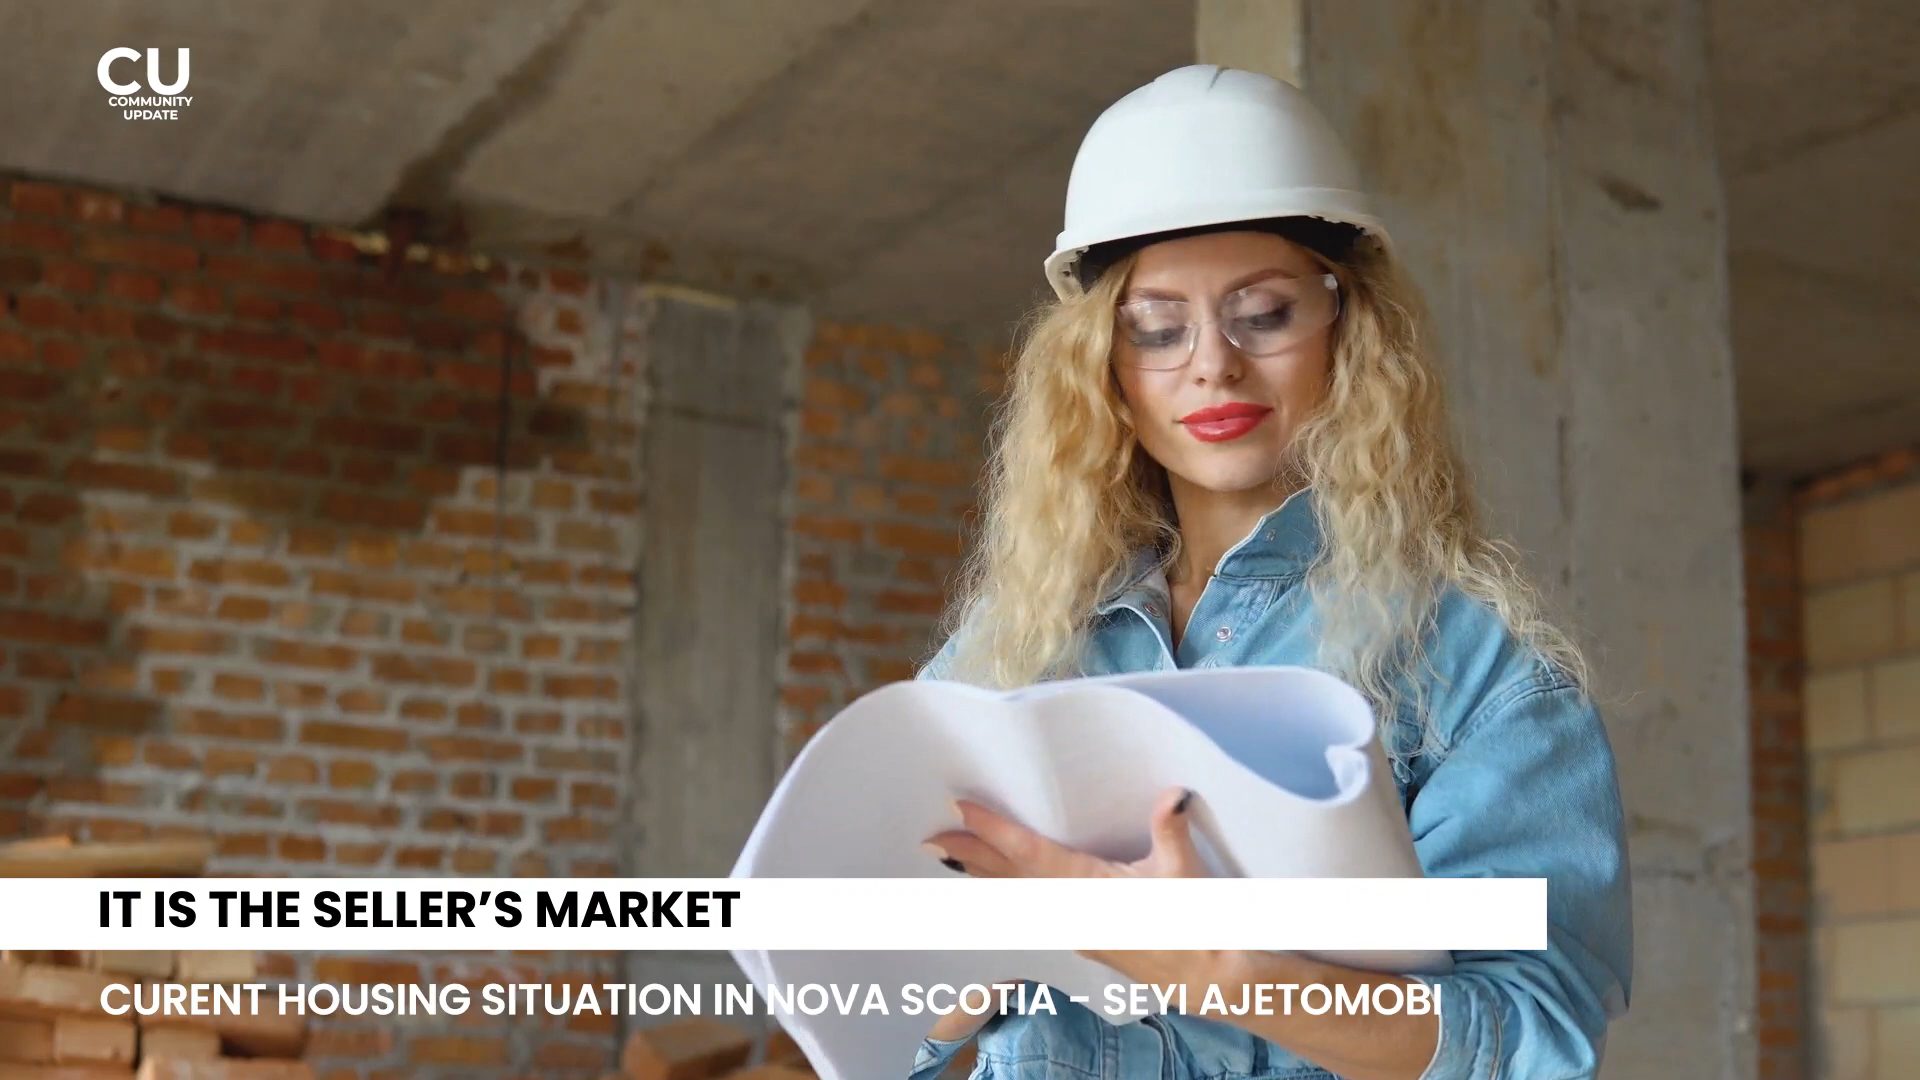 CU
COMMUNITY
UPDATE
IT IS THE SELLER’S MARKET
CURENT HOUSING SITUATION IN NOVA SCOTIA - SEYI AJETOMOBI